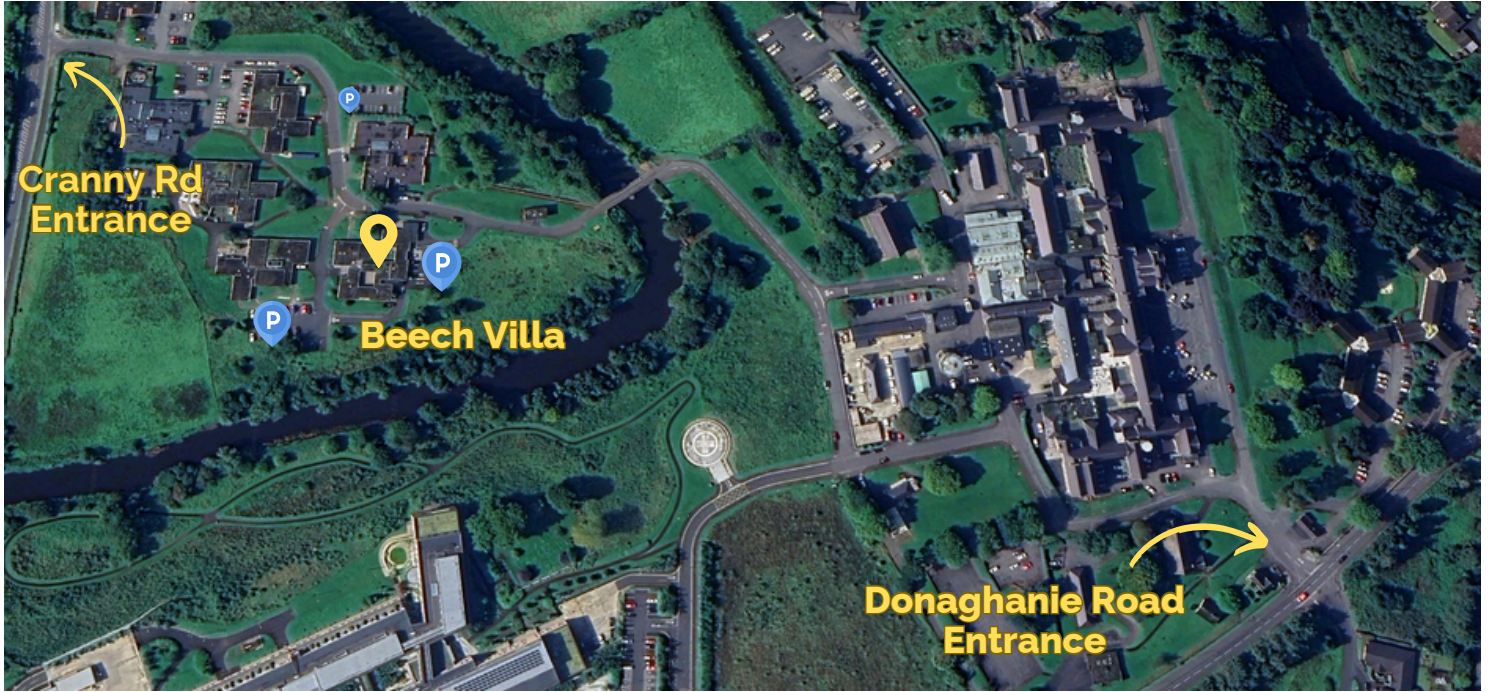 P
Cranny Rd
Entrance
P
P
Beech Villa
Donaghanie Road
Entrance